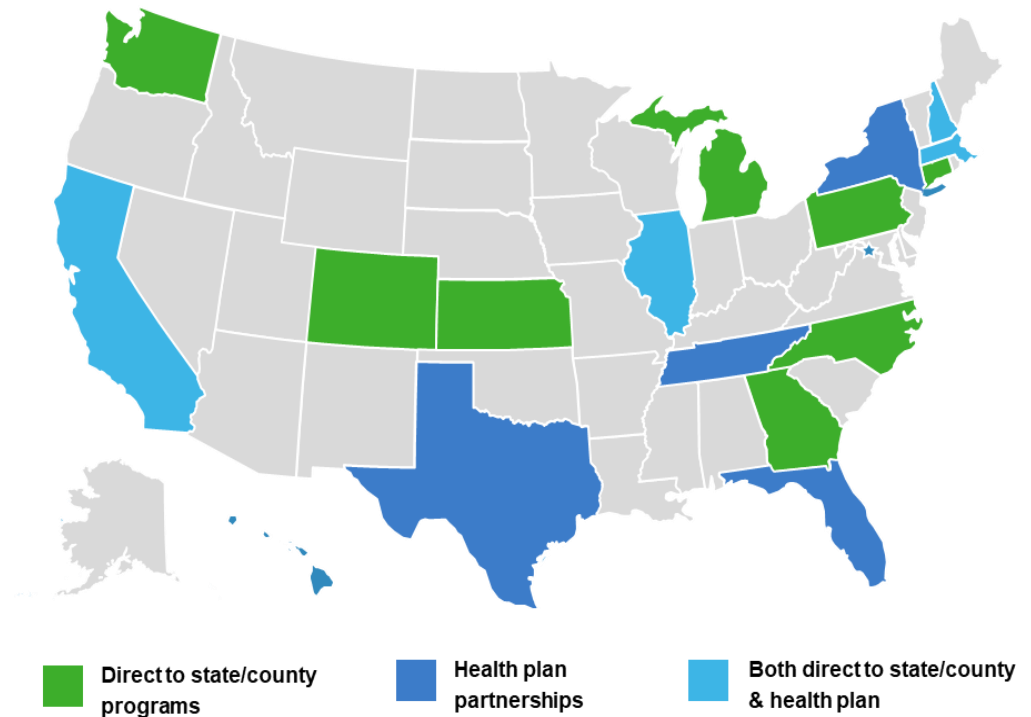 Direct to state/county
programs
Health plan
partnerships
Both direct to state/county
& health plan